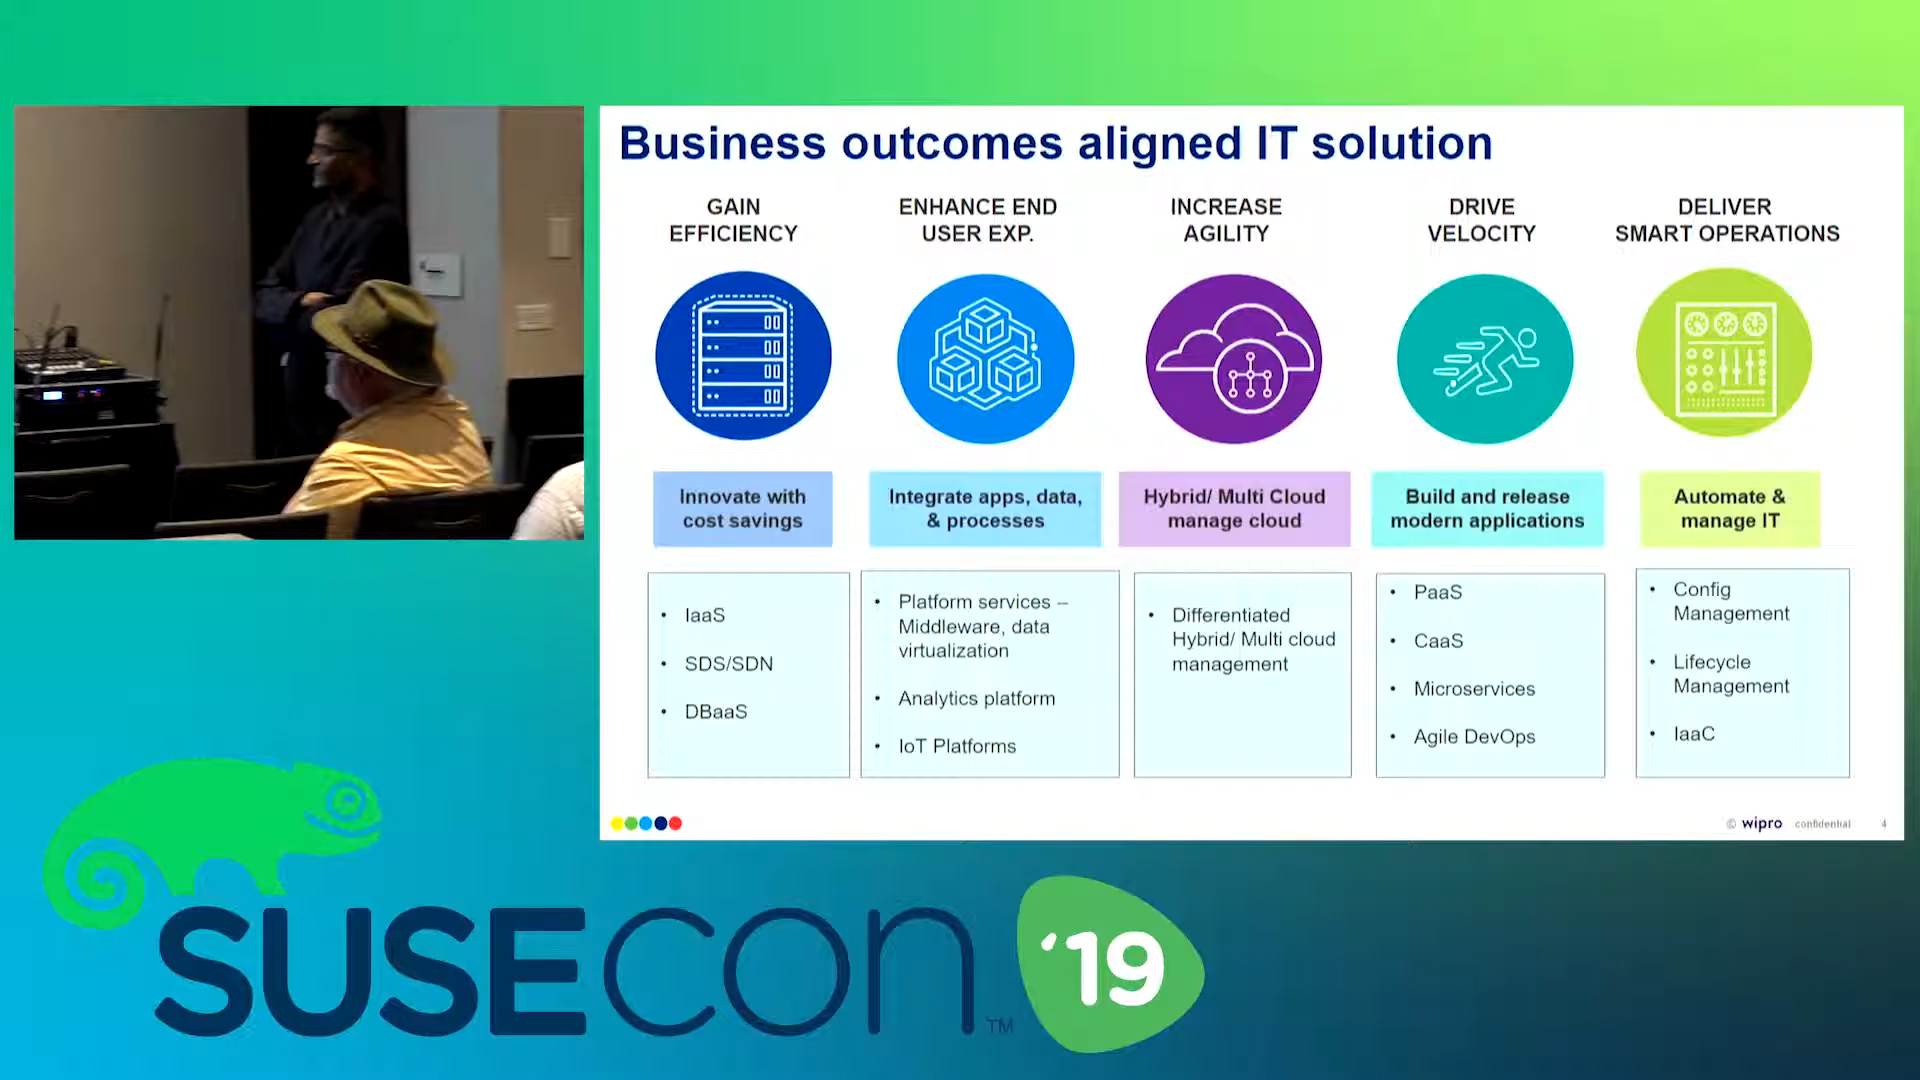 Business outcomes aligned IT solution
GAIN
EFFICIENCY
ENHANCE END
USER EXP.
INCREASE
AGILITY
DRIVE
VELOCITY
DELIVER
SMART OPERATIONS
Innovate with
cost savings
Integrate apps, data,
& processes
Hybrid/ Multi Cloud
manage cloud
Build and release
modern applications
Automate &
manage IT
• IaaS
• SDS/SDN
• DBaaS
• Platform services –
Middleware, data
virtualization
• Analytics platform
• IoT Platforms
• Differentiated
Hybrid/ Multi cloud
management
• PaaS
• CaaS
• Microservices
• Agile DevOps
• Config
Management
• Lifecycle
Management
• IaaC
© wipro confidential 4
SUSECON™ '19